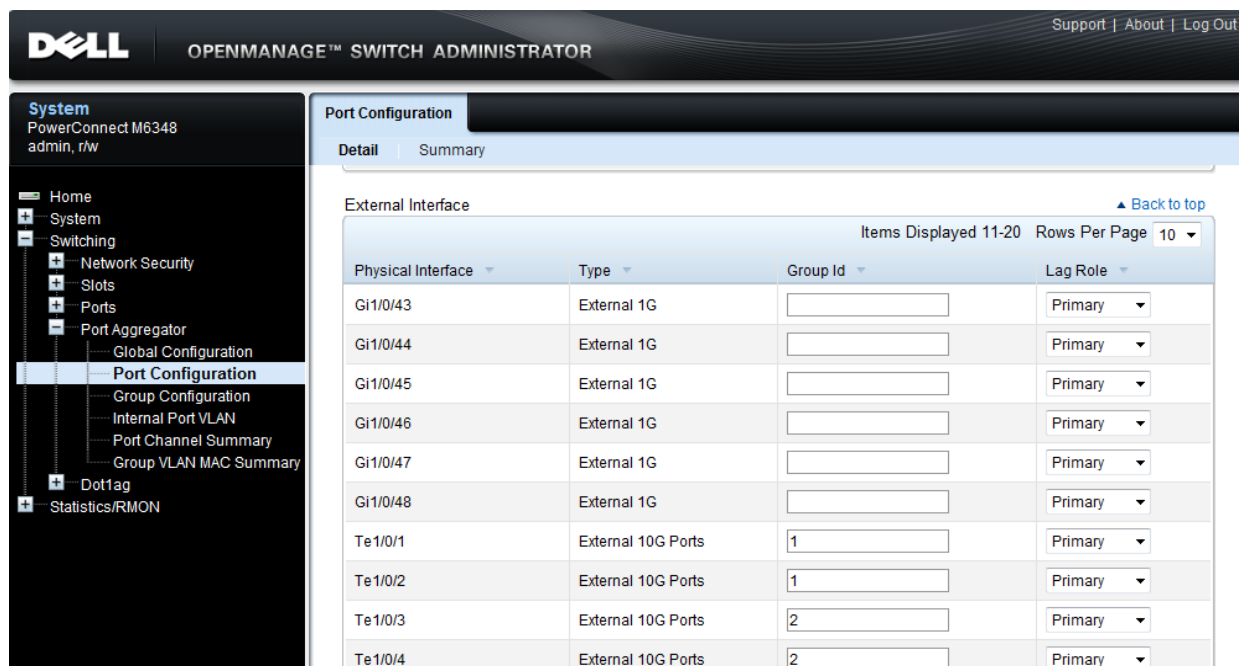 Support | About | Log Out
DELL
OPENMANAGE™ SWITCH ADMINISTRATOR
System
PowerConnect M6348
admin, r/w
Home
System
Switching
Network Security
Slots
Ports
Port Aggregator
Global Configuration
Port Configuration
Group Configuration
Internal Port VLAN
Port Channel Summary
Group VLAN MAC Summary
Dot1ag
Statistics/RMON
Port Configuration
Detail Summary
External Interface ▲ Back to top
Items Displayed 11-20 Rows Per Page 10
Physical Interface Type Group Id Lag Role
Gi1/0/43 External 1G Primary
Gi1/0/44 External 1G Primary
Gi1/0/45 External 1G Primary
Gi1/0/46 External 1G Primary
Gi1/0/47 External 1G Primary
Gi1/0/48 External 1G Primary
Te1/0/1 External 10G Ports 1 Primary
Te1/0/2 External 10G Ports 1 Primary
Te1/0/3 External 10G Ports 2 Primary
Te1/0/4 External 10G Ports 2 Primary